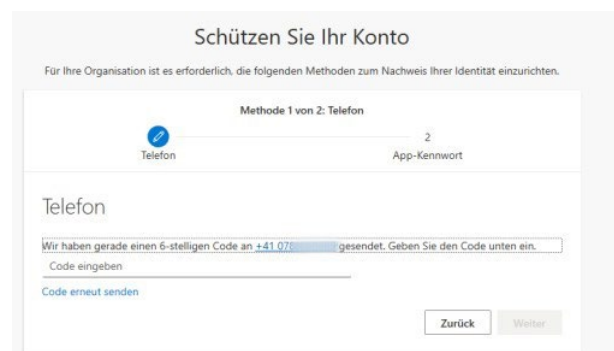 Schützen Sie Ihr Konto
Für Ihre Organisation ist es erforderlich, die folgenden Methoden zum Nachweis Ihrer Identität einzurichten.
Methode 1 von 2: Telefon
2
Telefon
App-Kennwort
Telefon
Wir haben gerade einen 6-stelligen Code an +41 07 gesendet. Geben Sie den Code unten ein.
Code eingeben
Code erneut senden
Zurück
Weiter